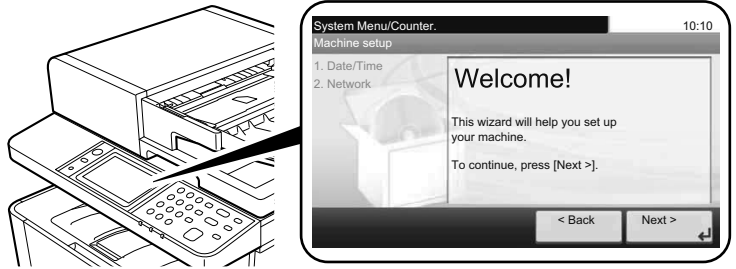 System Menu/Counter.
10:10
Machine setup
1. Date/Time
2. Network
Welcome!
This wizard will help you set up
your machine.
To continue, press [Next >].
< Back
Next >